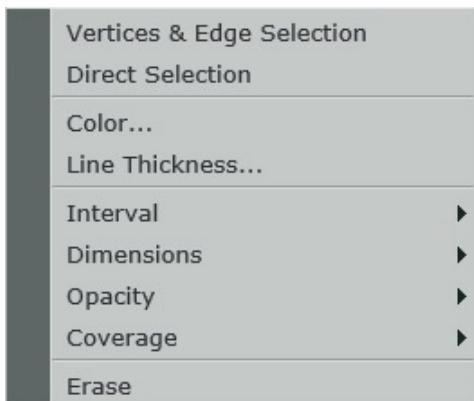 Vertices & Edge Selection
Direct Selection
Color...
Line Thickness...
Interval
Dimensions
Opacity
Coverage
Erase